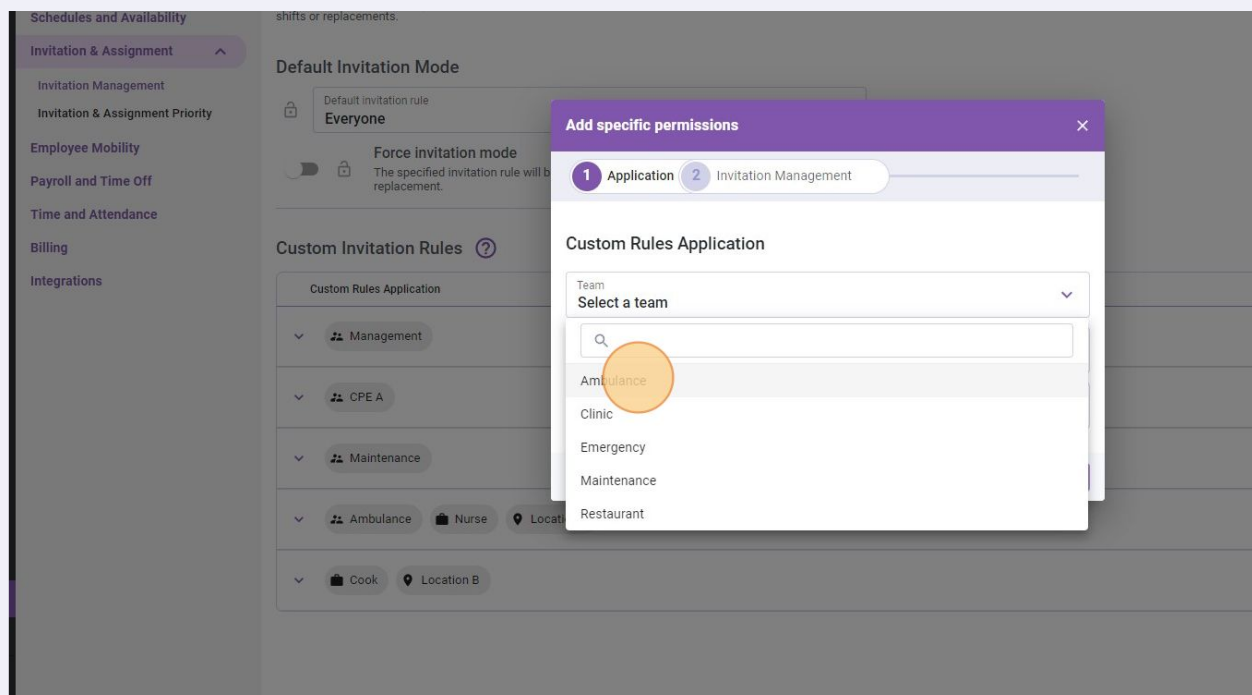 Schedules and Availability
Invitation & Assignment
Invitation Management
Invitation & Assignment Priority
Employee Mobility
Payroll and Time Off
Time and Attendance
Billing
Integrations
shifts or replacements.
Default Invitation Mode
Default invitation rule
Everyone
Force invitation mode
The specified invitation rule will b
replacement.
Custom Invitation Rules ?
Custom Rules Application
Management
CPE A
Maintenance
Ambulance Nurse Locati
Cook Location B
Add specific permissions
1 Application 2 Invitation Management
Custom Rules Application
Team
Select a team
Ambulance
Clinic
Emergency
Maintenance
Restaurant